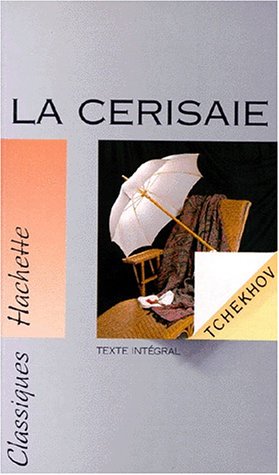 LA CERISAIE
Classiques Hachette
TCHEKHOV
TEXTE INTÉGRAL